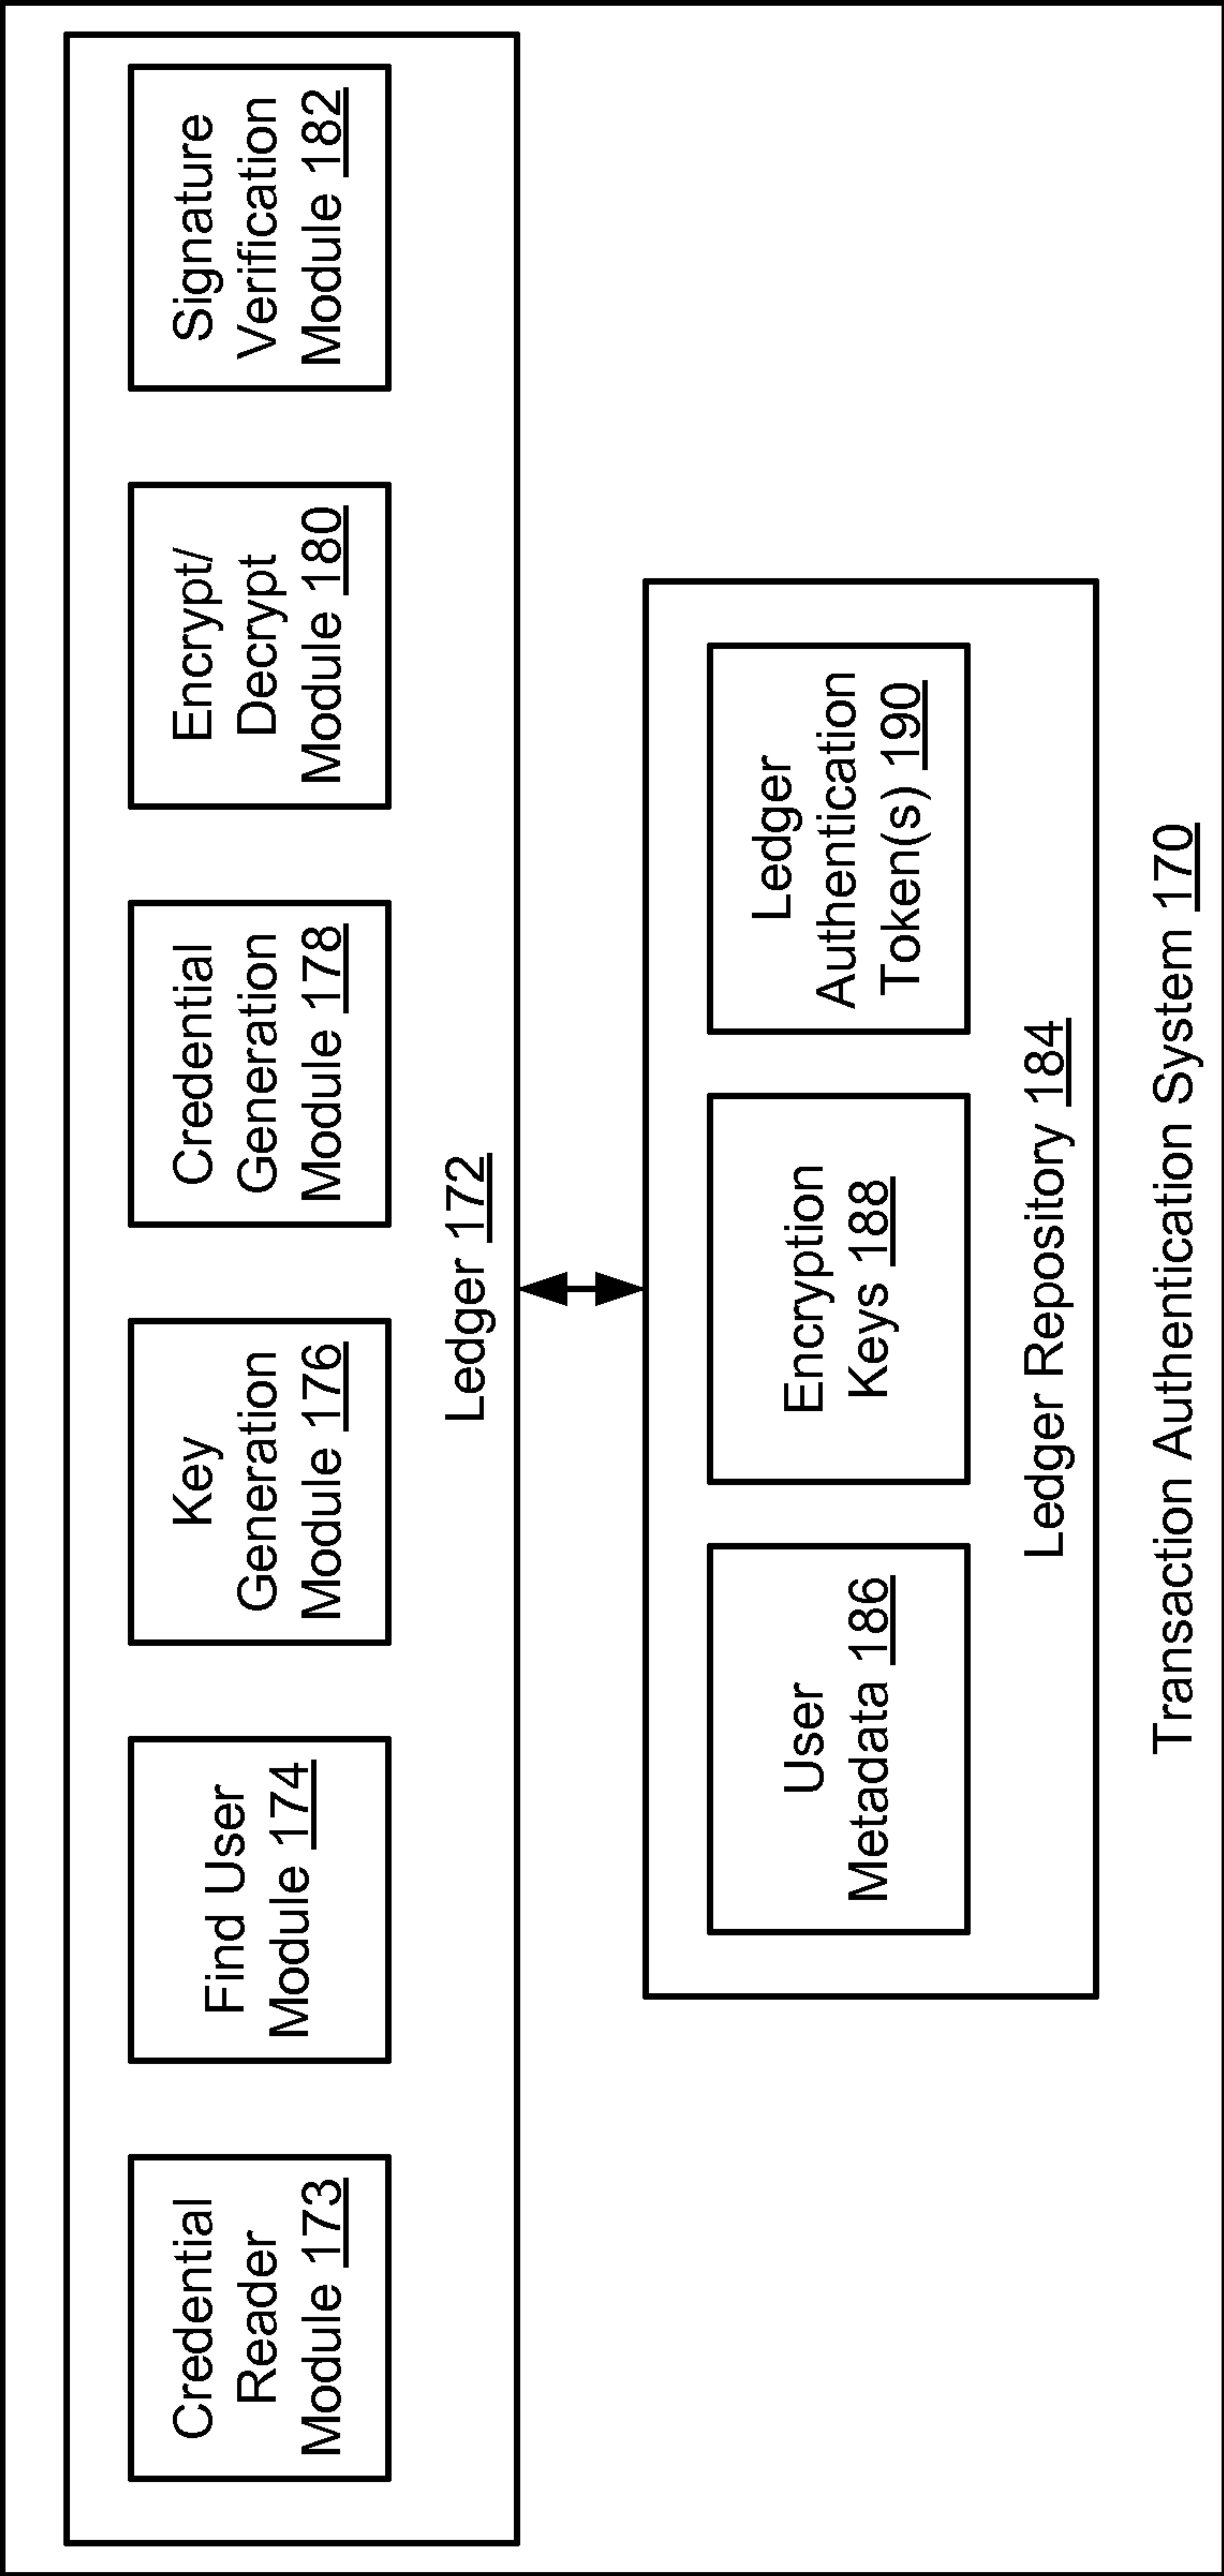 Credential
Reader
Module 173
Find User
Module 174
Key
Generation
Module 176
Credential
Generation
Module 178
Encrypt/
Decrypt
Module 180
Signature
Verification
Module 182
Ledger 172
User
Metadata 186
Encryption
Keys 188
Ledger
Authentication
Token(s) 190
Ledger Repository 184
Transaction Authentication System 170